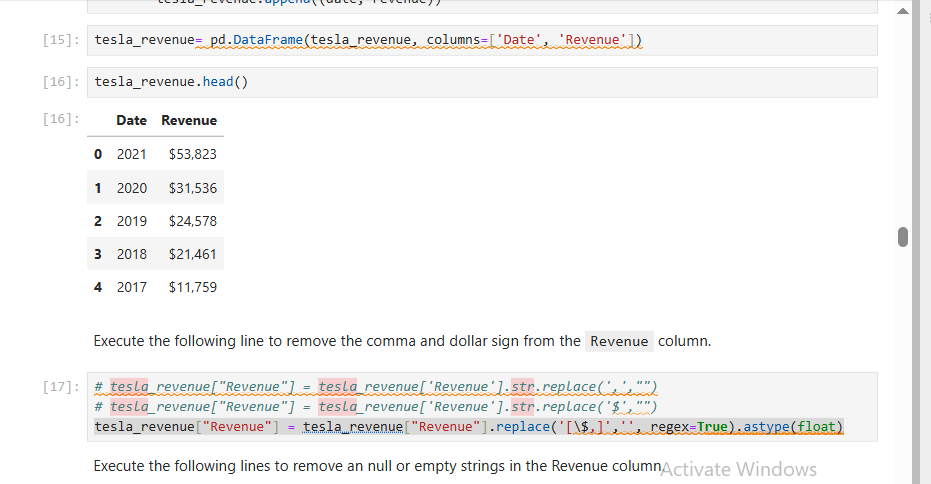 tesla_revenue.append((date, revenue))
[15]: tesla_revenue= pd.DataFrame(tesla_revenue, columns=['Date', 'Revenue'])
[16]: tesla_revenue.head()
[16]: Date Revenue
0 2021 $53,823
1 2020 $31,536
2 2019 $24,578
3 2018 $21,461
4 2017 $11,759
Execute the following line to remove the comma and dollar sign from the Revenue column.
[17]: # tesla_revenue["Revenue"] = tesla_revenue['Revenue'].str.replace(',',"")
# tesla_revenue["Revenue"] = tesla_revenue['Revenue'].str.replace('$',"")
tesla_revenue["Revenue"] = tesla_revenue["Revenue"].replace('[\$,]','', regex=True).astype(float)
Execute the following lines to remove an null or empty strings in the Revenue column.
Activate Windows